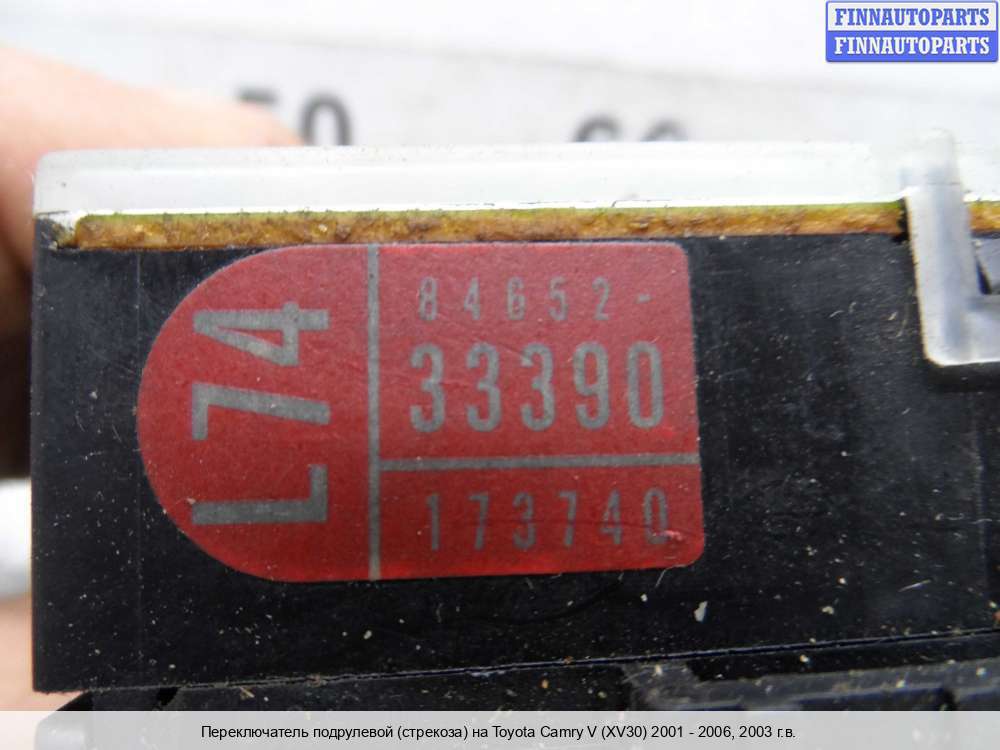 FINNAUTOPARTS
FINNAUTOPARTS
L74
84652-
33390
173740
Переключатель подрулевой (стрекоза) на Toyota Camry V (XV30) 2001 - 2006, 2003 г.в.